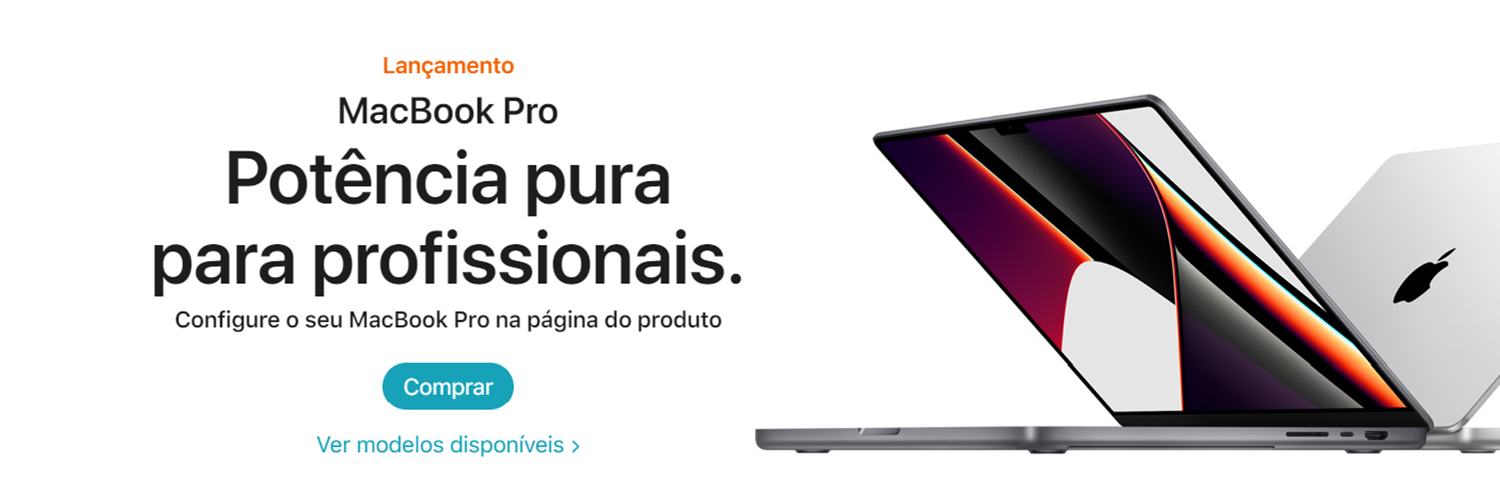 Lançamento
MacBook Pro
Potência pura
para profissionais.
Configure o seu MacBook Pro na página do produto
Comprar
Ver modelos disponíveis >